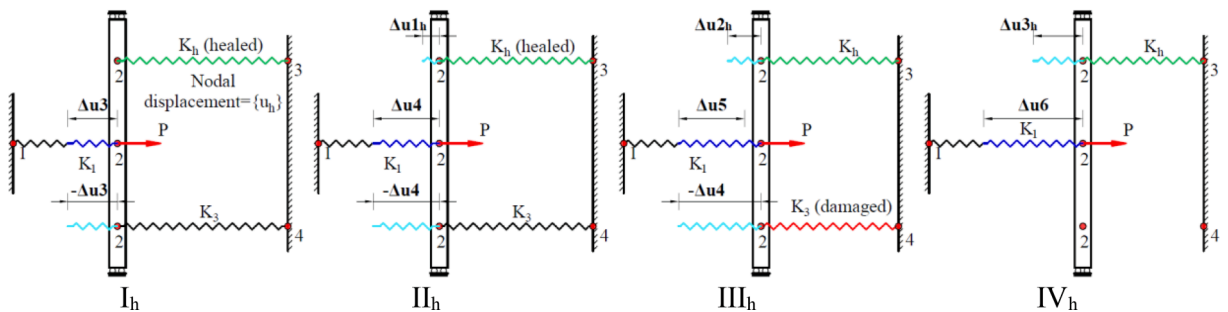 K_h (healed)
3
Nodal
displacement={u_h}
2
Δu3
P
1
K_1
2
-Δu3
K_3
2
4
I_h
Δu1_h
K_h (healed)
2
3
Δu4
P
1
K_1
2
-Δu4
K_3
2
4
II_h
Δu2_h
K_h
2
3
Δu5
P
1
K_1
2
-Δu4
K_3 (damaged)
2
4
III_h
Δu3_h
K_h
2
3
Δu6
K_1
P
1
2
2
4
IV_h